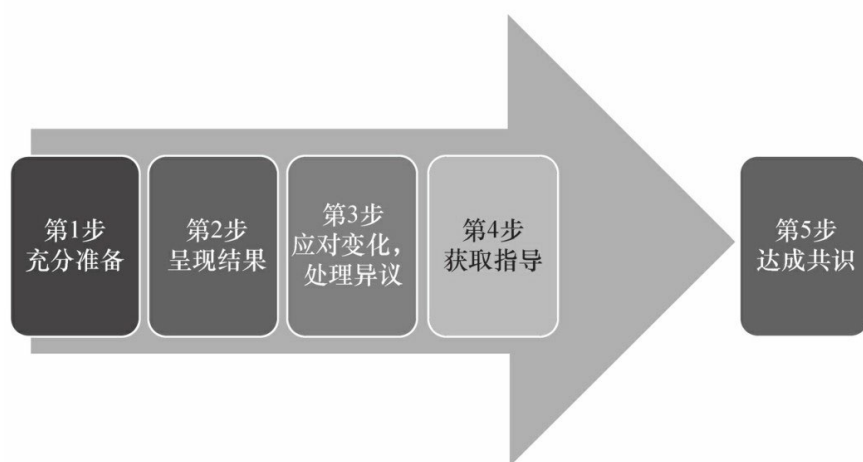 第1步
充分准备
第2步
呈现结果
第3步
应对变化，
处理异议
第4步
获取指导
第5步
达成共识